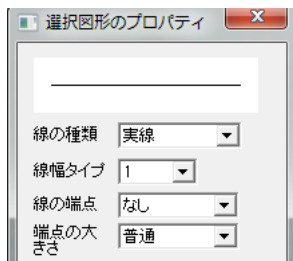 選択図形のプロパティ
線の種類 実線
線幅タイプ 1
線の端点 なし
端点の大
きさ 普通